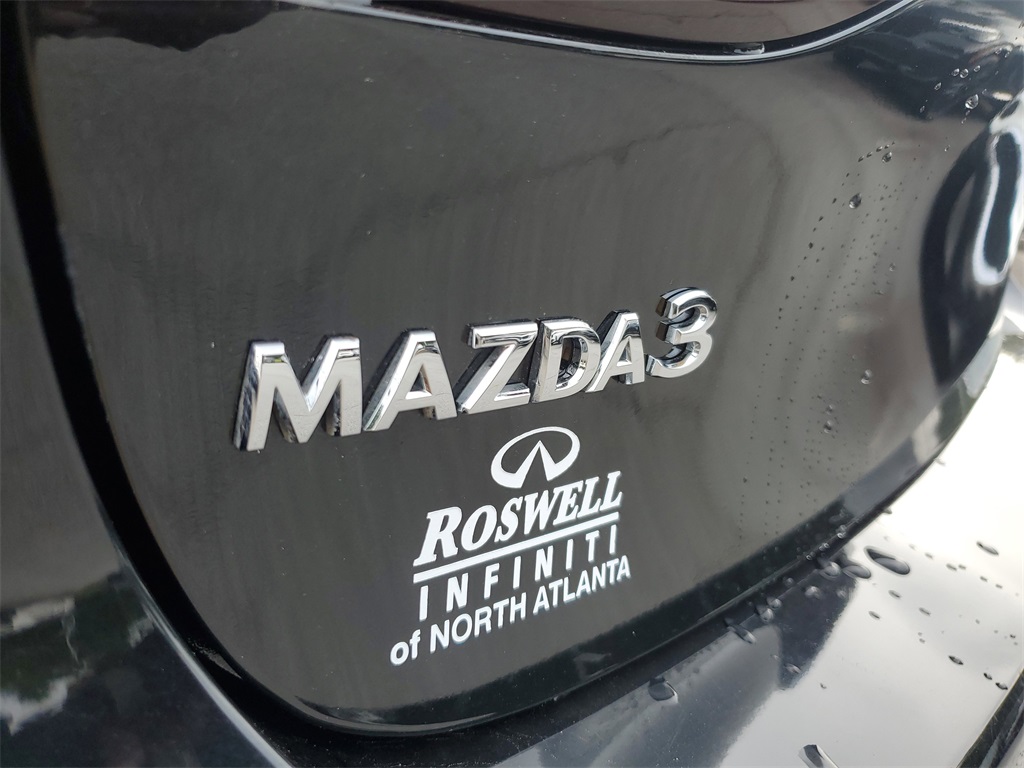 MAZDA3
ROSWELL
INFINITI
of NORTH ATLANTA